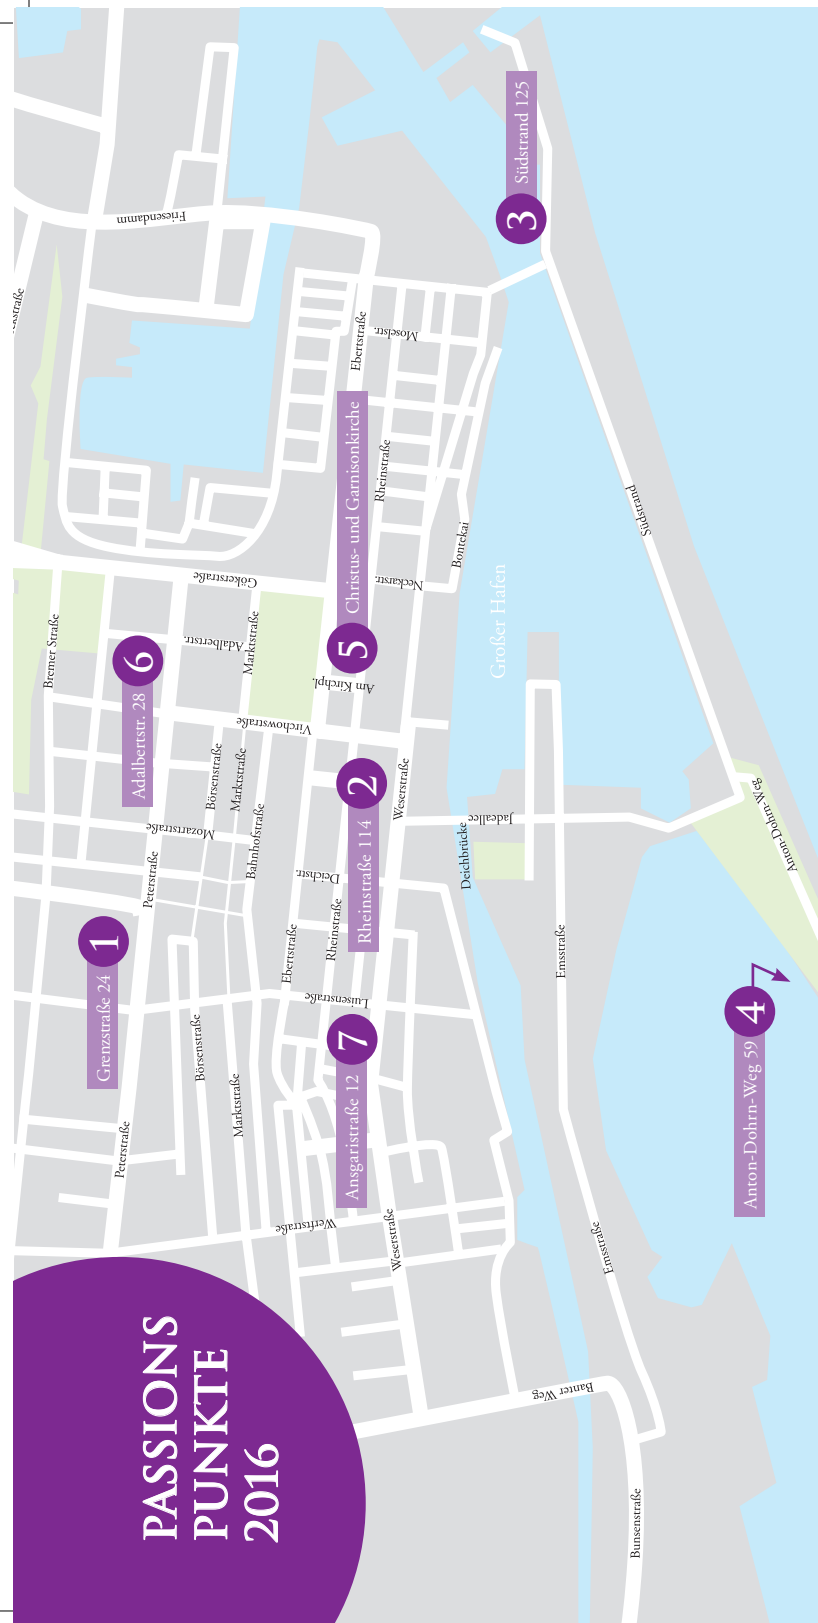 PASSIONS
PUNKTE
2016
1
Grenzstraße 24
2
Rheinstraße 114
3
Südstrand 125
4
Anton-Dohrn-Weg 59
5
Christus- und Garnisonkirche
6
Adalbertstr. 28
7
Ansgaristraße 12
Friesendamm
Ebertstraße
Moselstr.
Rheinstraße
Bontekai
Neckarstr.
Gökerstraße
Adalbertstr.
Marktstraße
Bremer Straße
Am Kirchpl.
Virchowstraße
Großer Hafen
Südstrand
Börsenstraße
Marktstraße
Bahnhofstraße
Mozartstraße
Peterstraße
Weserstraße
Jadeallee
Deichbrücke
Anton-Dohrn-Weg
Deichstr.
Rheinstraße
Ebertstraße
Luisenstraße
Emsstraße
Börsenstraße
Marktstraße
Peterstraße
Werftstraße
Weserstraße
Emsstraße
Banter Weg
Bunsenstraße